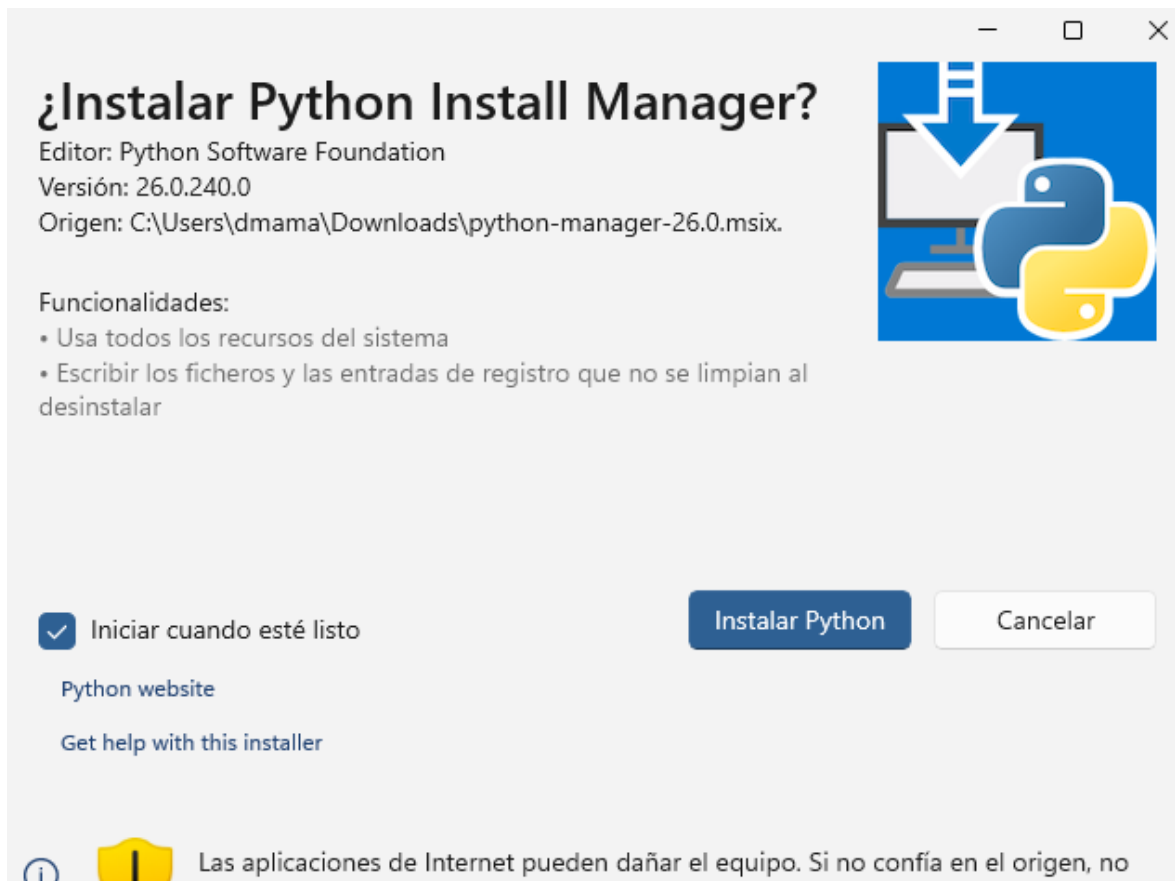 ¿Instalar Python Install Manager?
Editor: Python Software Foundation
Versión: 26.0.240.0
Origen: C:\Users\dmama\Downloads\python-manager-26.0.msix.
Funcionalidades:
• Usa todos los recursos del sistema
• Escribir los ficheros y las entradas de registro que no se limpian al
desinstalar
Iniciar cuando esté listo
Instalar Python
Cancelar
Python website
Get help with this installer
Las aplicaciones de Internet pueden dañar el equipo. Si no confía en el origen, no